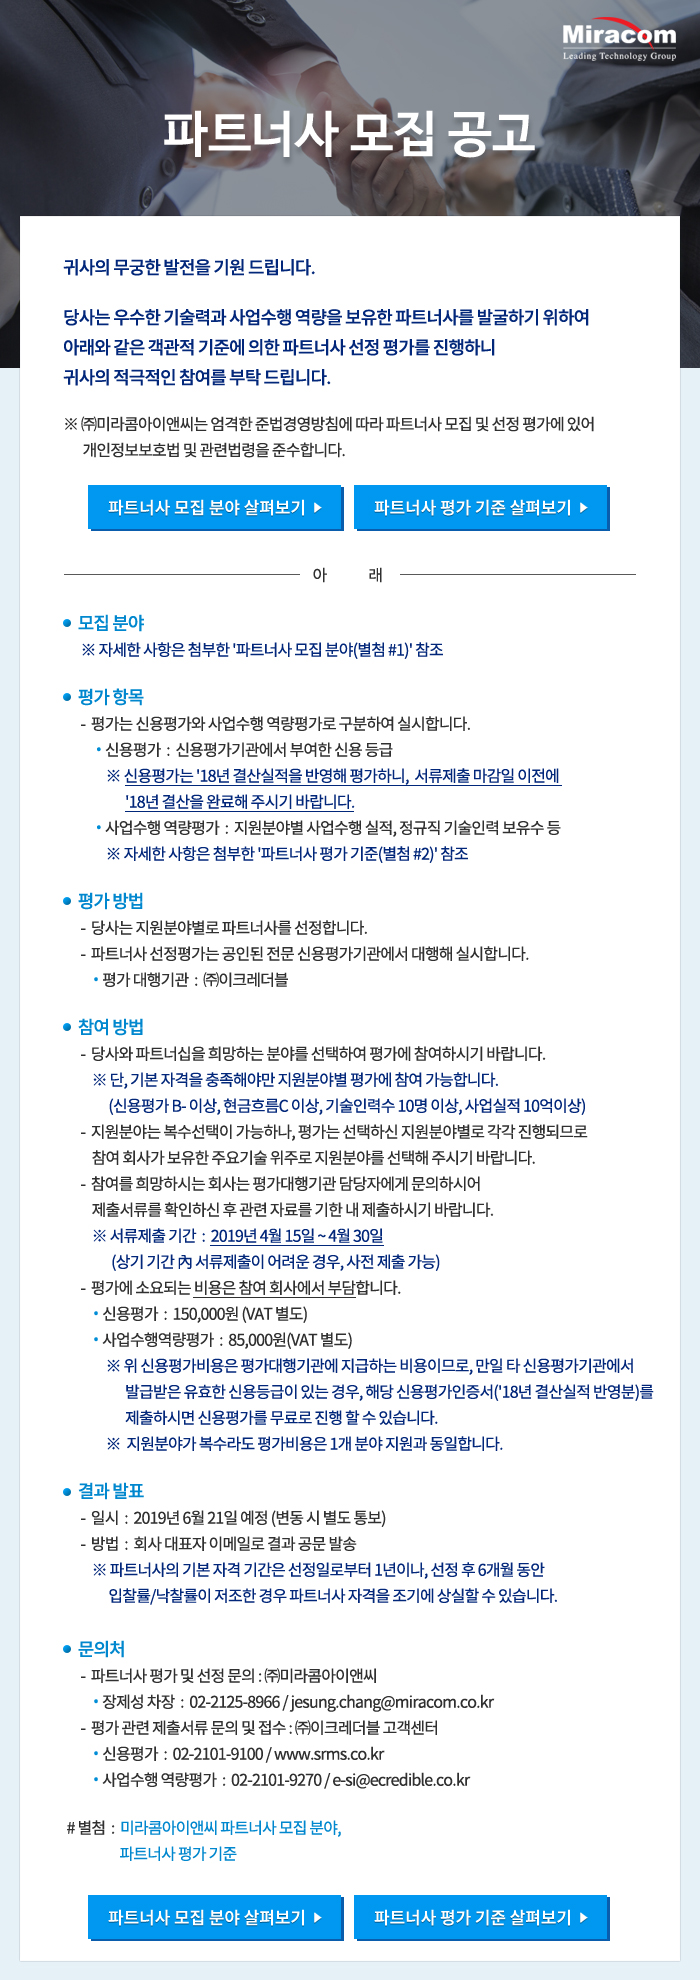 Miracom
Leading Technology Group
파트너사 모집 공고
귀사의 무궁한 발전을 기원 드립니다.
당사는 우수한 기술력과 사업수행 역량을 보유한 파트너사를 발굴하기 위하여
아래와 같은 객관적 기준에 의한 파트너사 선정 평가를 진행하니
귀사의 적극적인 참여를 부탁 드립니다.
※ ㈜미라콤아이앤씨는 엄격한 준법경영방침에 따라 파트너사 모집 및 선정 평가에 있어
개인정보보호법 및 관련법령을 준수합니다.
파트너사 모집 분야 살펴보기 ▶ 파트너사 평가 기준 살펴보기 ▶
아 래
● 모집 분야
※ 자세한 사항은 첨부한 '파트너사 모집 분야(별첨 #1)' 참조
● 평가 항목
- 평가는 신용평가와 사업수행 역량평가로 구분하여 실시합니다.
• 신용평가 : 신용평가기관에서 부여한 신용 등급
※ 신용평가는 '18년 결산실적을 반영해 평가하니, 서류제출 마감일 이전에
'18년 결산을 완료해 주시기 바랍니다.
• 사업수행 역량평가 : 지원분야별 사업수행 실적, 정규직 기술인력 보유수 등
※ 자세한 사항은 첨부한 '파트너사 평가 기준(별첨 #2)' 참조
● 평가 방법
- 당사는 지원분야별로 파트너사를 선정합니다.
- 파트너사 선정평가는 공인된 전문 신용평가기관에서 대행해 실시합니다.
• 평가 대행기관 : ㈜이크레더블
● 참여 방법
- 당사와 파트너십을 희망하는 분야를 선택하여 평가에 참여하시기 바랍니다.
※ 단, 기본 자격을 충족해야만 지원분야별 평가에 참여 가능합니다.
(신용평가 B- 이상, 현금흐름C 이상, 기술인력수 10명 이상, 사업실적 10억이상)
- 지원분야는 복수선택이 가능하나, 평가는 선택하신 지원분야별로 각각 진행되므로
참여 회사가 보유한 주요기술 위주로 지원분야를 선택해 주시기 바랍니다.
- 참여를 희망하시는 회사는 평가대행기관 담당자에게 문의하시어
제출서류를 확인하신 후 관련 자료를 기한 내 제출하시기 바랍니다.
※ 서류제출 기간 : 2019년 4월 15일 ~ 4월 30일
(상기 기간 內 서류제출이 어려운 경우, 사전 제출 가능)
- 평가에 소요되는 비용은 참여 회사에서 부담합니다.
• 신용평가 : 150,000원 (VAT 별도)
• 사업수행역량평가 : 85,000원(VAT 별도)
※ 위 신용평가비용은 평가대행기관에 지급하는 비용이므로, 만일 타 신용평가기관에서
발급받은 유효한 신용등급이 있는 경우, 해당 신용평가인증서('18년 결산실적 반영분)를
제출하시면 신용평가를 무료로 진행 할 수 있습니다.
※ 지원분야가 복수라도 평가비용은 1개 분야 지원과 동일합니다.
● 결과 발표
- 일시 : 2019년 6월 21일 예정 (변동 시 별도 통보)
- 방법 : 회사 대표자 이메일로 결과 공문 발송
※ 파트너사의 기본 자격 기간은 선정일로부터 1년이나, 선정 후 6개월 동안
입찰률/낙찰률이 저조한 경우 파트너사 자격을 조기에 상실할 수 있습니다.
● 문의처
- 파트너사 평가 및 선정 문의 : ㈜미라콤아이앤씨
• 장제성 차장 : 02-2125-8966 / jesung.chang@miracom.co.kr
- 평가 관련 제출서류 문의 및 접수 : ㈜이크레더블 고객센터
• 신용평가 : 02-2101-9100 / www.srms.co.kr
• 사업수행 역량평가 : 02-2101-9270 / e-si@ecredible.co.kr
# 별첨 : 미라콤아이앤씨 파트너사 모집 분야,
파트너사 평가 기준
파트너사 모집 분야 살펴보기 ▶ 파트너사 평가 기준 살펴보기 ▶